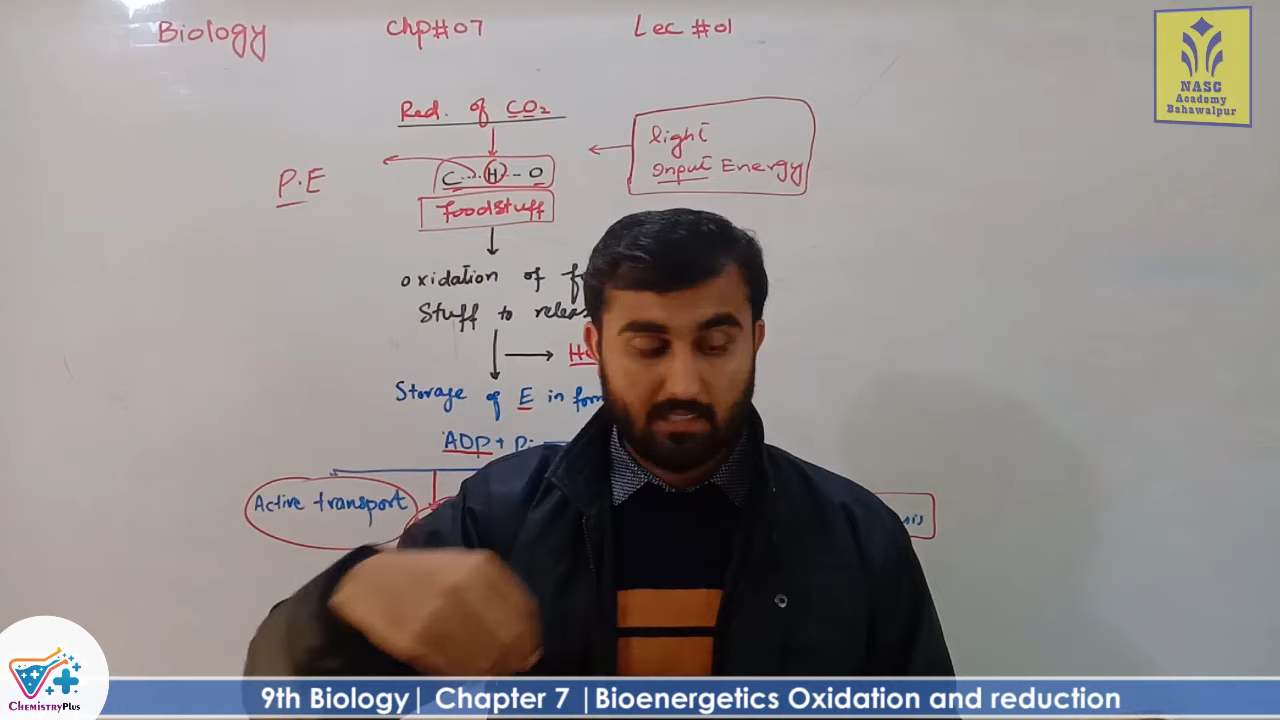 Biology Chp#07 Lec #01
NASC
Academy
Bahawalpur
Red. of CO2
light
Input Energy
P.E
C...H-O
foodstuff
oxidation of
Stuff to
Storage of E in
ADP + Pi
Active transport
ChemistryPlus
9th Biology| Chapter 7 |Bioenergetics Oxidation and reduction